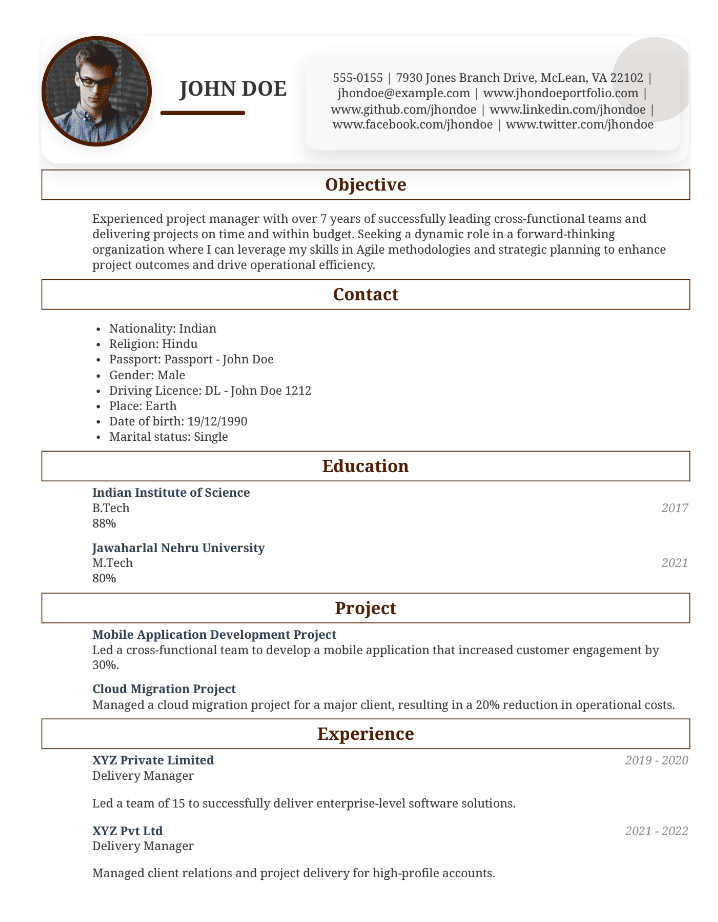 JOHN DOE
555-0155 | 7930 Jones Branch Drive, McLean, VA 22102 |
jhondoe@example.com | www.jhondoeportfolio.com |
www.github.com/jhondoe | www.linkedin.com/jhondoe |
www.facebook.com/jhondoe | www.twitter.com/jhondoe
Objective
Experienced project manager with over 7 years of successfully leading cross-functional teams and
delivering projects on time and within budget. Seeking a dynamic role in a forward-thinking
organization where I can leverage my skills in Agile methodologies and strategic planning to enhance
project outcomes and drive operational efficiency.
Contact
• Nationality: Indian
• Religion: Hindu
• Passport: Passport - John Doe
• Gender: Male
• Driving Licence: DL - John Doe 1212
• Place: Earth
• Date of birth: 19/12/1990
• Marital status: Single
Education
Indian Institute of Science
B.Tech 2017
88%
Jawaharlal Nehru University
M.Tech 2021
80%
Project
Mobile Application Development Project
Led a cross-functional team to develop a mobile application that increased customer engagement by
30%.
Cloud Migration Project
Managed a cloud migration project for a major client, resulting in a 20% reduction in operational costs.
Experience
XYZ Private Limited 2019 - 2020
Delivery Manager
Led a team of 15 to successfully deliver enterprise-level software solutions.
XYZ Pvt Ltd 2021 - 2022
Delivery Manager
Managed client relations and project delivery for high-profile accounts.